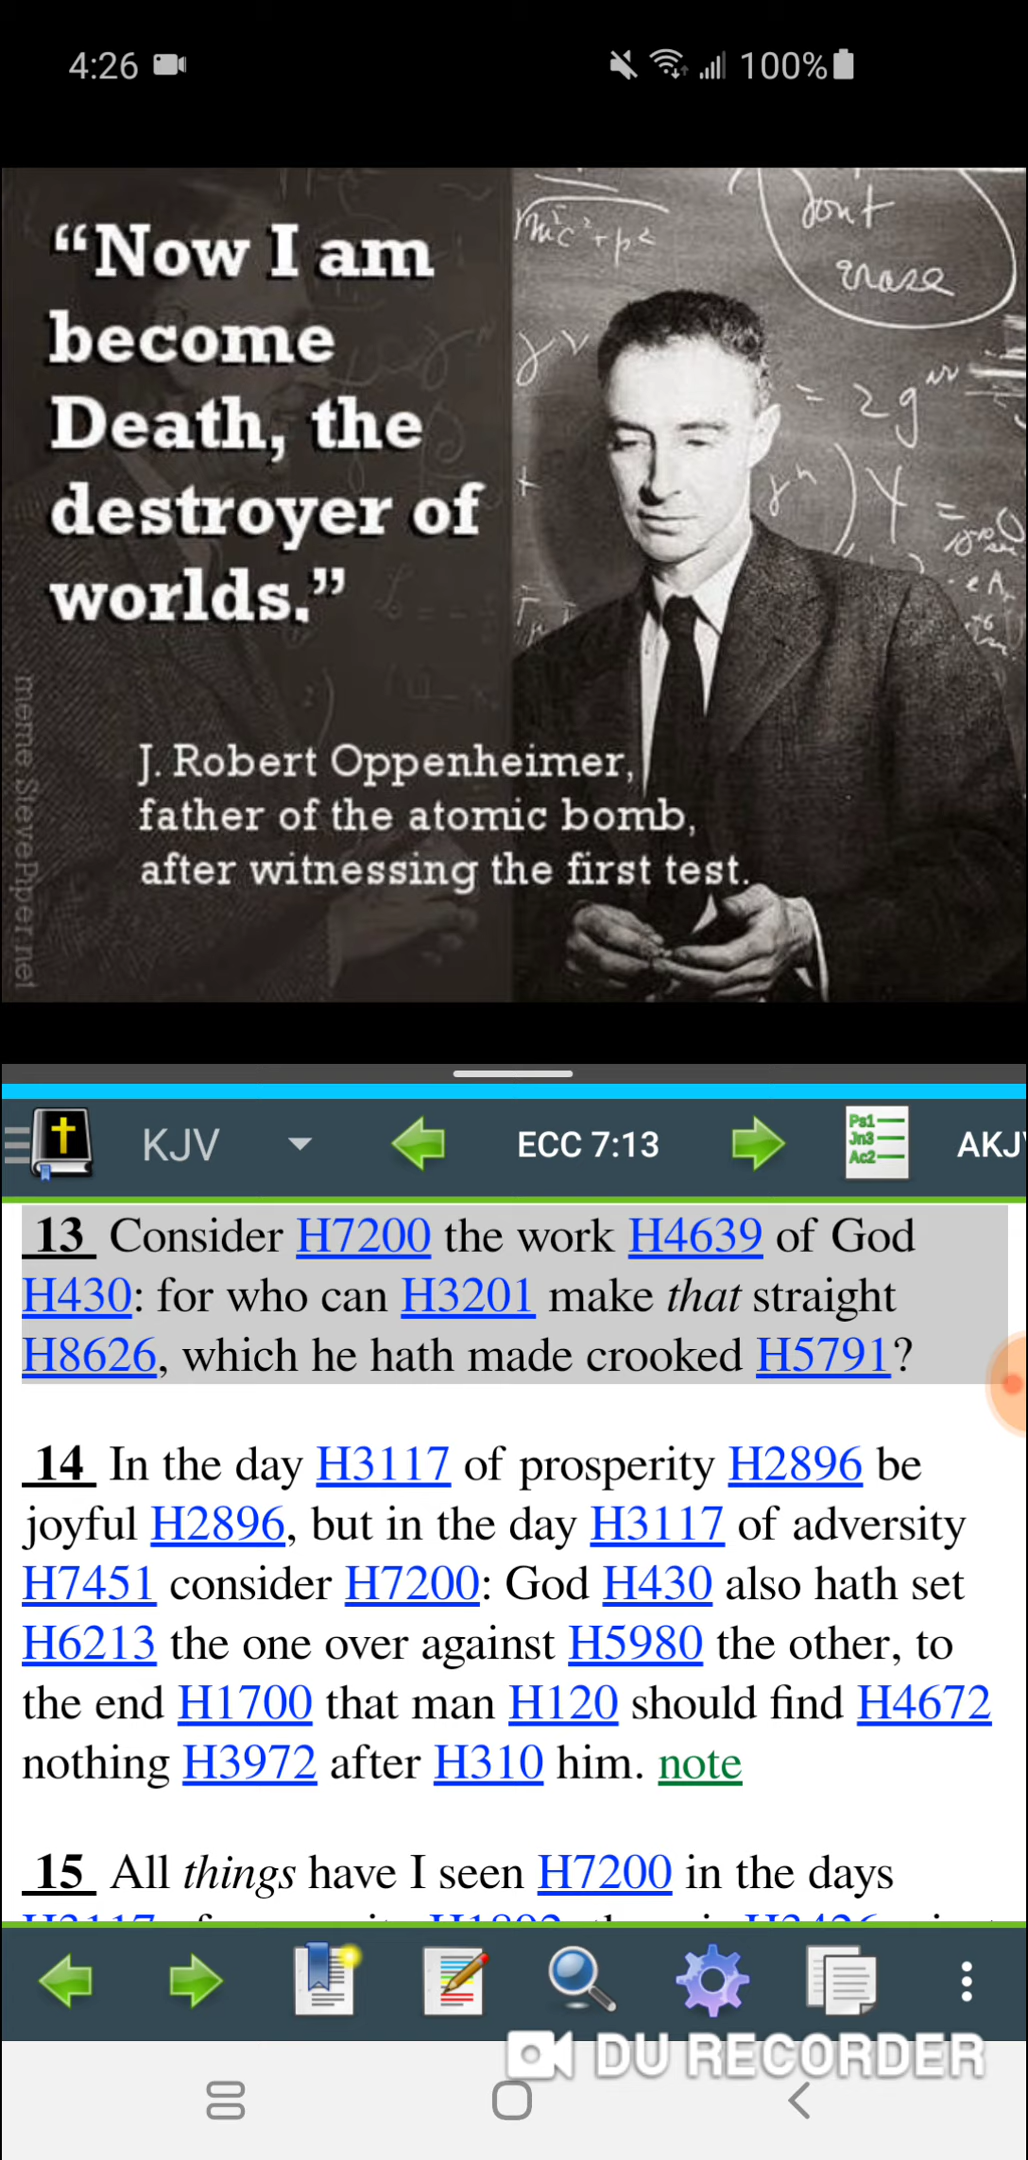 4:26
100%
"Now I am
become
Death, the
destroyer of
worlds."
dont
erase
J. Robert Oppenheimer,
father of the atomic bomb,
after witnessing the first test.
meme StevePiper.net
KJV
ECC 7:13
Ps1
Jn3
Ac2
AKJV
13 Consider H7200 the work H4639 of God
H430: for who can H3201 make that straight
H8626, which he hath made crooked H5791?
14 In the day H3117 of prosperity H2896 be
joyful H2896, but in the day H3117 of adversity
H7451 consider H7200: God H430 also hath set
H6213 the one over against H5980 the other, to
the end H1700 that man H120 should find H4672
nothing H3972 after H310 him. note
15 All things have I seen H7200 in the days
DU RECORDER